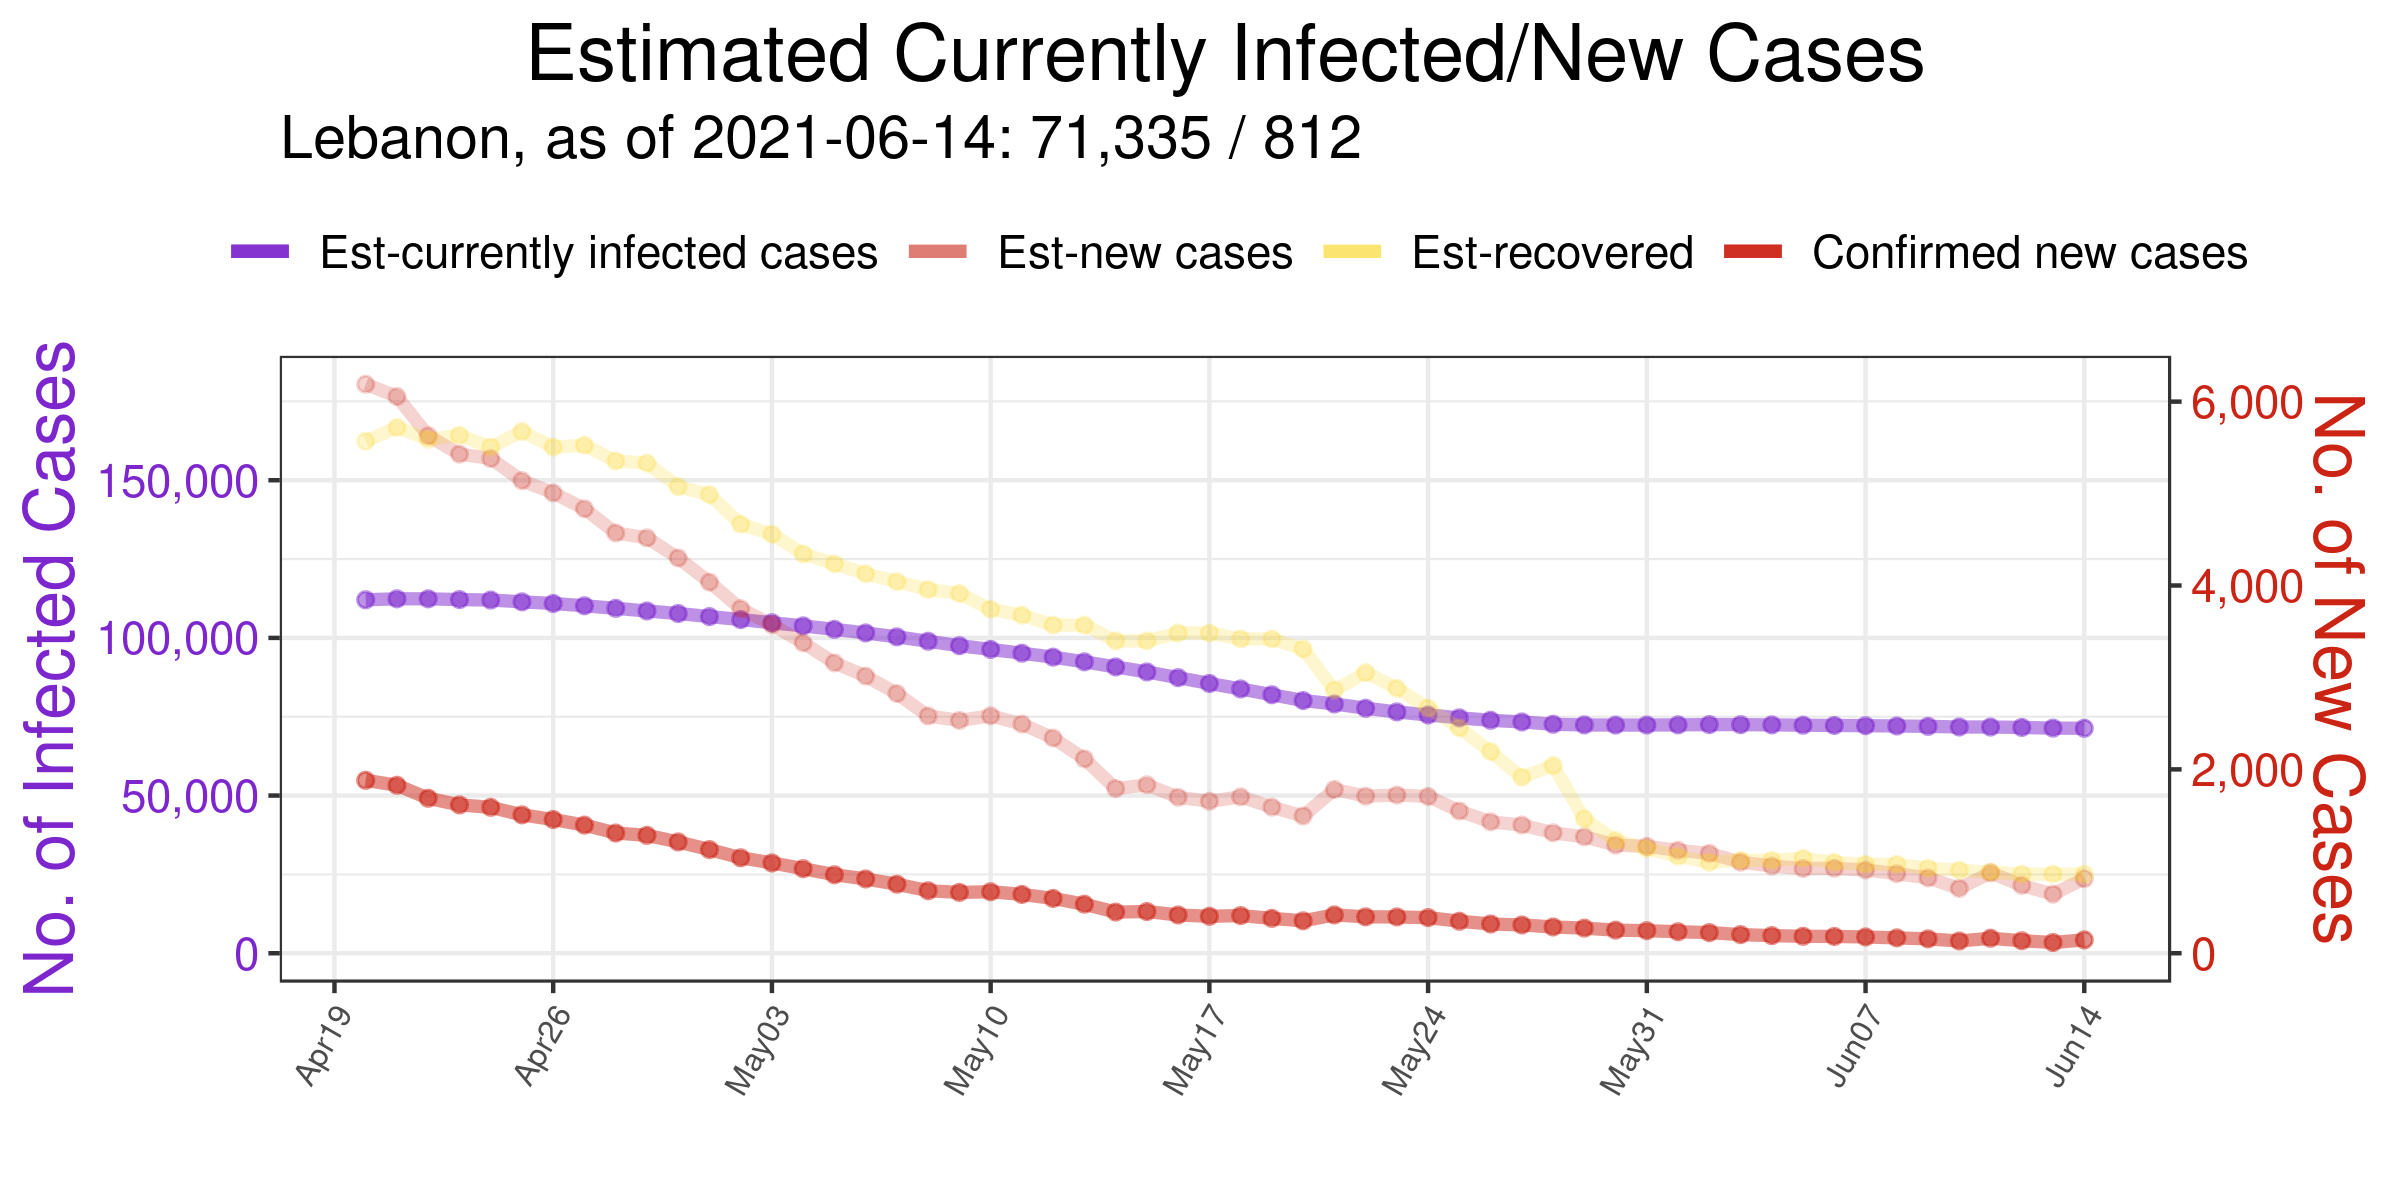 Estimated Currently Infected/New Cases
Lebanon, as of 2021-06-14: 71,335 / 812
Est-currently infected cases Est-new cases Est-recovered Confirmed new cases
No. of Infected Cases
150,000
100,000
50,000
0
6,000
4,000
2,000
0
No. of New Cases
Apr19 Apr26 May03 May10 May17 May24 May31 Jun07 Jun14